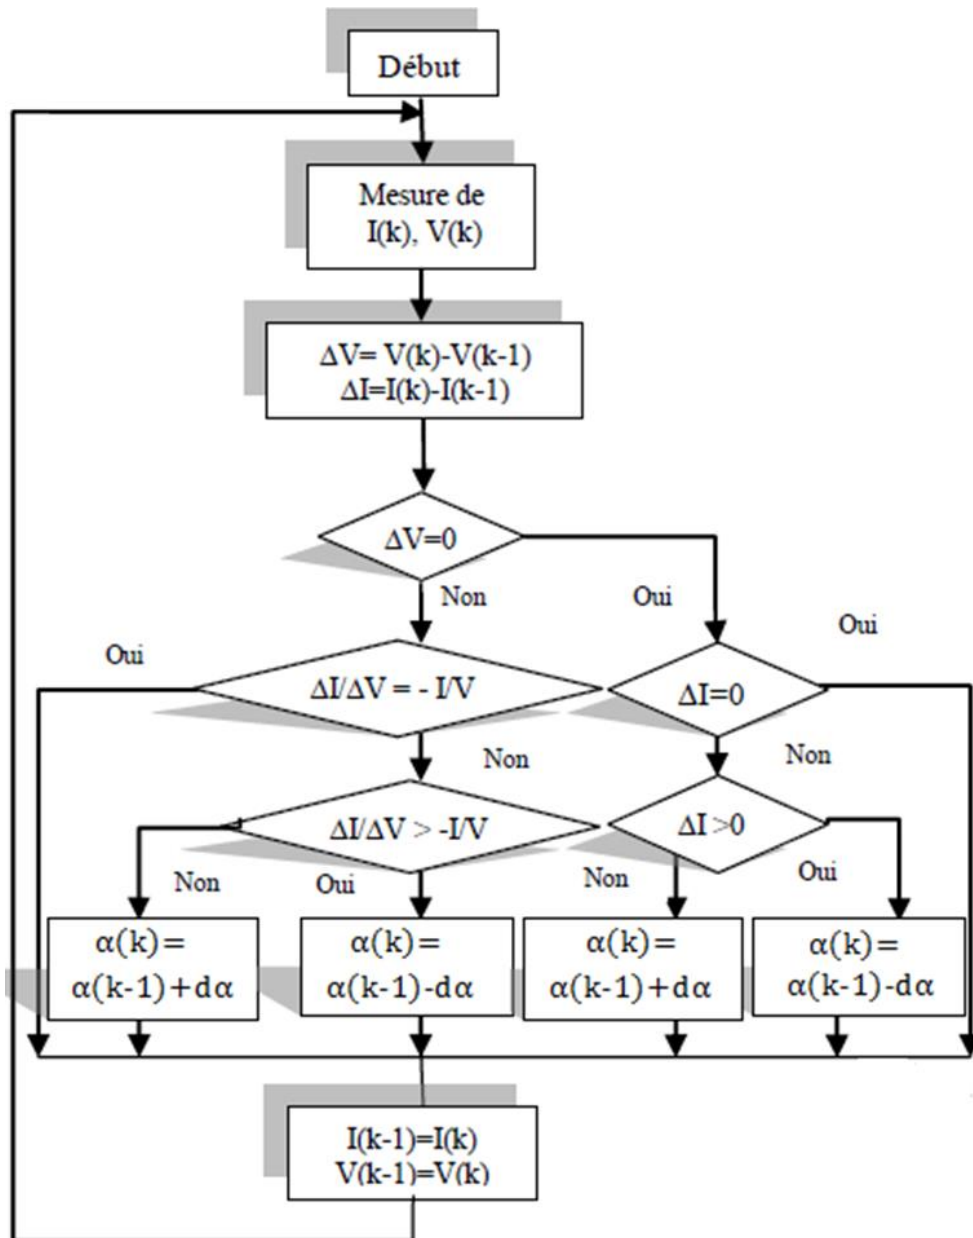 Début
Mesure de
I(k), V(k)
ΔV= V(k)-V(k-1)
ΔI=I(k)-I(k-1)
ΔV=0
Non
Oui
Oui
Oui
ΔI/ΔV = - I/V
ΔI=0
Non
Non
ΔI/ΔV > -I/V
ΔI >0
Non
Oui
Non
Oui
α(k)=
α(k-1)+dα
α(k)=
α(k-1)-dα
α(k)=
α(k-1)+dα
α(k)=
α(k-1)-dα
I(k-1)=I(k)
V(k-1)=V(k)